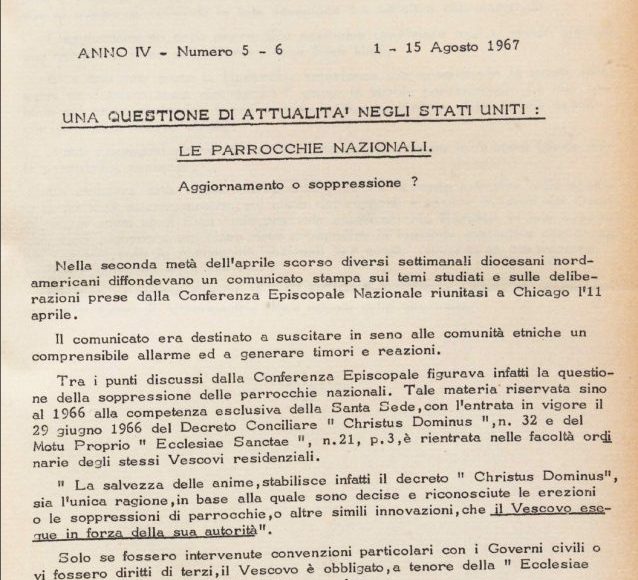 ANNO IV - Numero 5 - 6 1 - 15 Agosto 1967
UNA QUESTIONE DI ATTUALITA' NEGLI STATI UNITI :
LE PARROCCHIE NAZIONALI.
Aggiornamento o soppressione ?
Nella seconda metà dell'aprile scorso diversi settimanali diocesani nord-
americani diffondevano un comunicato stampa sui temi studiati e sulle delibe-
razioni prese dalla Conferenza Episcopale Nazionale riunitasi a Chicago l'11
aprile.
Il comunicato era destinato a suscitare in seno alle comunità etniche un
comprensibile allarme ed a generare timori e reazioni.
Tra i punti discussi dalla Conferenza Episcopale figurava infatti la questio-
ne della soppressione delle parrocchie nazionali. Tale materia riservata sino
al 1966 alla competenza esclusiva della Santa Sede,con l'entrata in vigore il
29 giugno 1966 del Decreto Conciliare " Christus Dominus ",n. 32 e del
Motu Proprio " Ecclesiae Sanctae ", n.21, p.3,è rientrata nelle facoltà ordi
narie degli stessi Vescovi residenziali.
" La salvezza delle anime,stabilisce infatti il decreto " Christus Dominus",
sia l'unica ragione,in base alla quale sono decise e riconosciute le erezioni
o le soppressioni di parrocchie,o altre simili innovazioni,che il Vescovo ese-
gue in forza della sua autorità".
Solo se fossero intervenute convenzioni particolari con i Governi civili o
vi fossero diritti di terzi,il Vescovo è obbligato,a tenore della " Ecclesiae